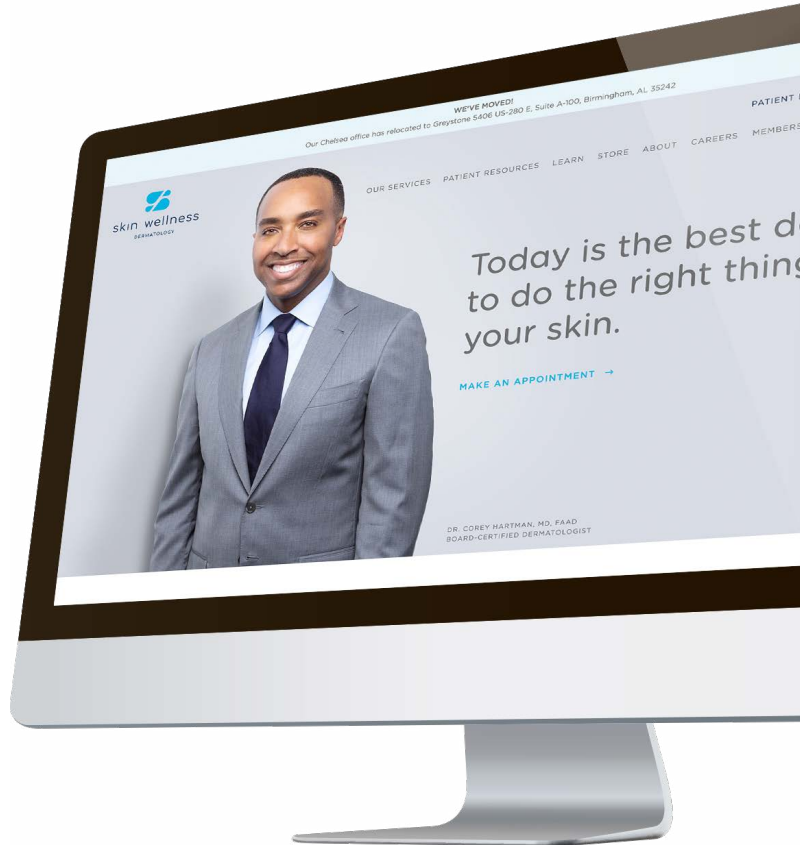 WE'VE MOVED!
Our Chelsea office has relocated to Greystone 5406 US-280 E, Suite A-100, Birmingham, AL 35242
PATIENT
OUR SERVICES PATIENT RESOURCES LEARN STORE ABOUT CAREERS MEMBERS
skin wellness
DERMATOLOGY
Today is the best d
to do the right thing
your skin.
MAKE AN APPOINTMENT →
DR. COREY HARTMAN, MD, FAAD
BOARD-CERTIFIED DERMATOLOGIST